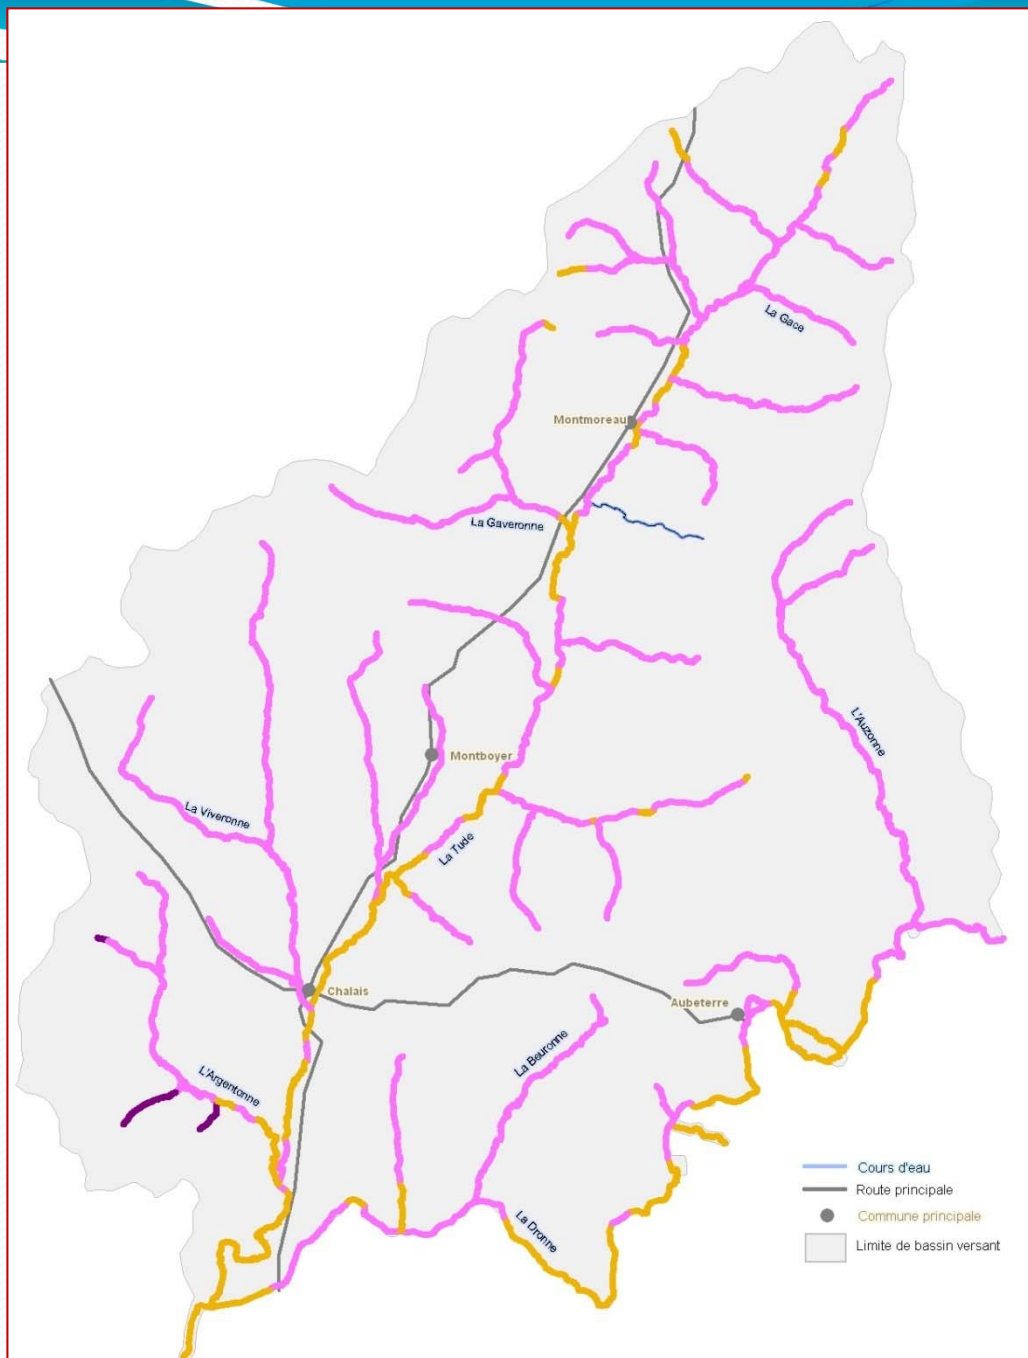 La Gace
Montmoreau
La Gaveronne
L'Auzonne
Montboyer
La Viveronne
La Tude
Chalais
Aubeterre
La Beuronne
L'Argentonne
La Dronne
Cours d'eau
Route principale
Commune principale
Limite de bassin versant